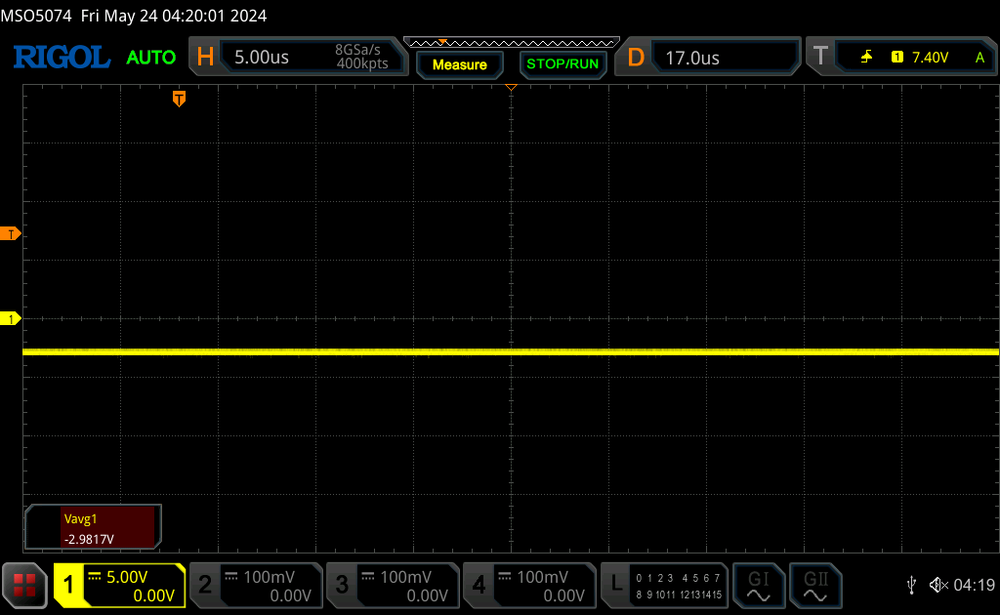 MSO5074 Fri May 24 04:20:01 2024
RIGOL AUTO H 5.00us 8GSa/s 400kpts Measure STOP/RUN D 17.0us T 1 7.40V A
T
T
1
Vavg1
-2.9817V
1 5.00V 0.00V 2 100mV 0.00V 3 100mV 0.00V 4 100mV 0.00V L 0 1 2 3 4 5 6 7 8 9 10 11 12 13 14 15 GI GII 04:19